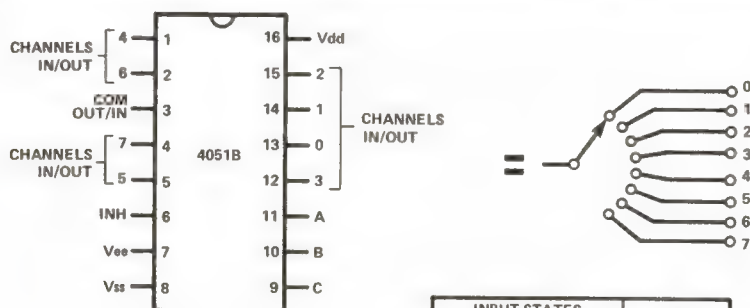 4 1 16 Vdd
CHANNELS
IN/OUT
6 2 15 2
COM
OUT/IN 3 14 1
CHANNELS
IN/OUT
7 4 13 0
CHANNELS
IN/OUT
4051B
5 5 12 3
INH 6 11 A
Vee 7 10 B
Vss 8 9 C
=
0
1
2
3
4
5
6
7
INPUT STATES